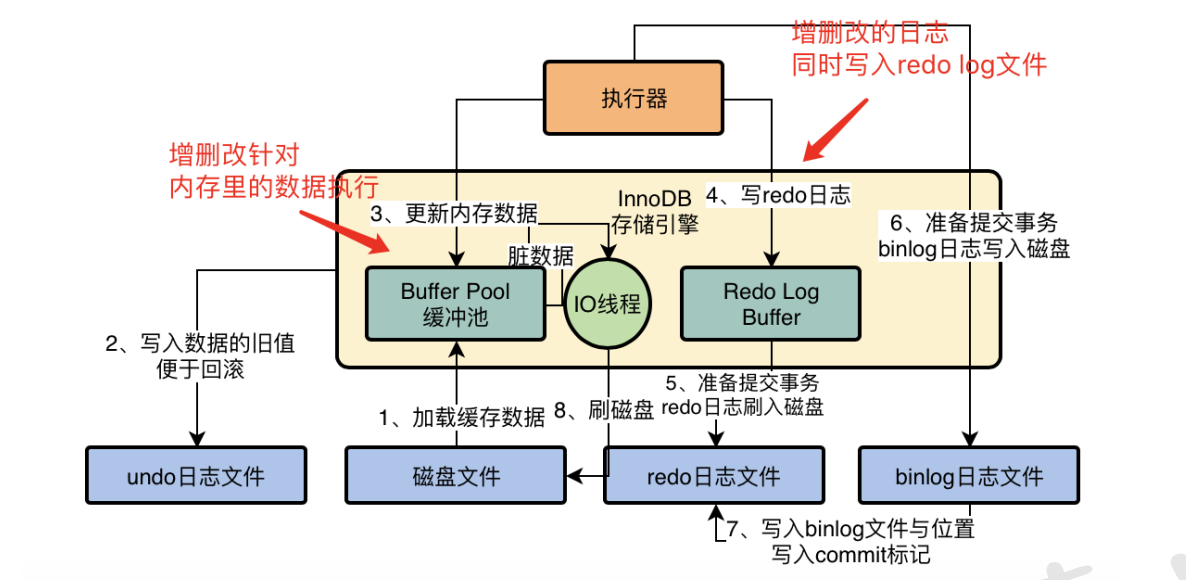 增删改的日志
同时写入redo log文件
执行器
增删改针对
内存里的数据执行
InnoDB
存储引擎
4、写redo日志
3、更新内存数据
6、准备提交事务
binlog日志写入磁盘
脏数据
Buffer Pool
缓冲池
IO线程
Redo Log
Buffer
2、写入数据的旧值
便于回滚
5、准备提交事务
redo日志刷入磁盘
1、加载缓存数据
8、刷磁盘
undo日志文件
磁盘文件
redo日志文件
binlog日志文件
7、写入binlog文件与位置
写入commit标记